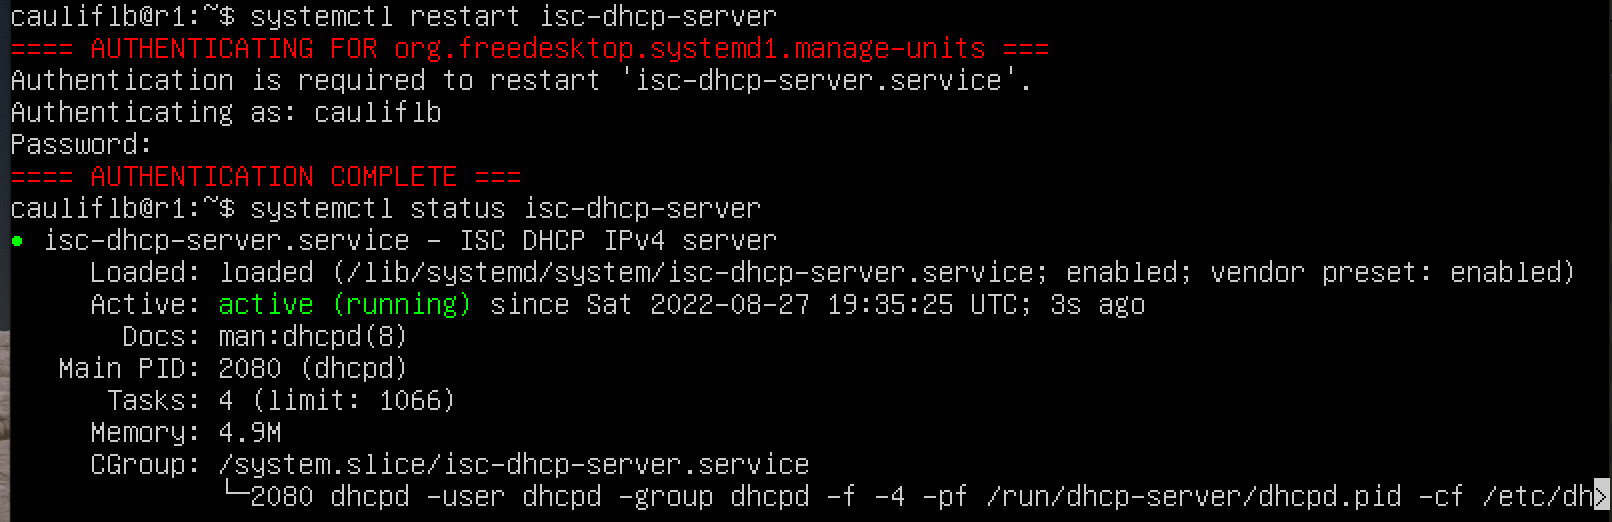 cauliflb@r1:~$ systemctl restart isc-dhcp-server
==== AUTHENTICATING FOR org.freedesktop.systemd1.manage-units ===
Authentication is required to restart 'isc-dhcp-server.service'.
Authenticating as: cauliflb
Password:
==== AUTHENTICATION COMPLETE ===
cauliflb@r1:~$ systemctl status isc-dhcp-server
● isc-dhcp-server.service - ISC DHCP IPv4 server
Loaded: loaded (/lib/systemd/system/isc-dhcp-server.service; enabled; vendor preset: enabled)
Active: active (running) since Sat 2022-08-27 19:35:25 UTC; 3s ago
Docs: man:dhcpd(8)
Main PID: 2080 (dhcpd)
Tasks: 4 (limit: 1066)
Memory: 4.9M
CGroup: /system.slice/isc-dhcp-server.service
└─2080 dhcpd -user dhcpd -group dhcpd -f -4 -pf /run/dhcp-server/dhcpd.pid -cf /etc/dh>